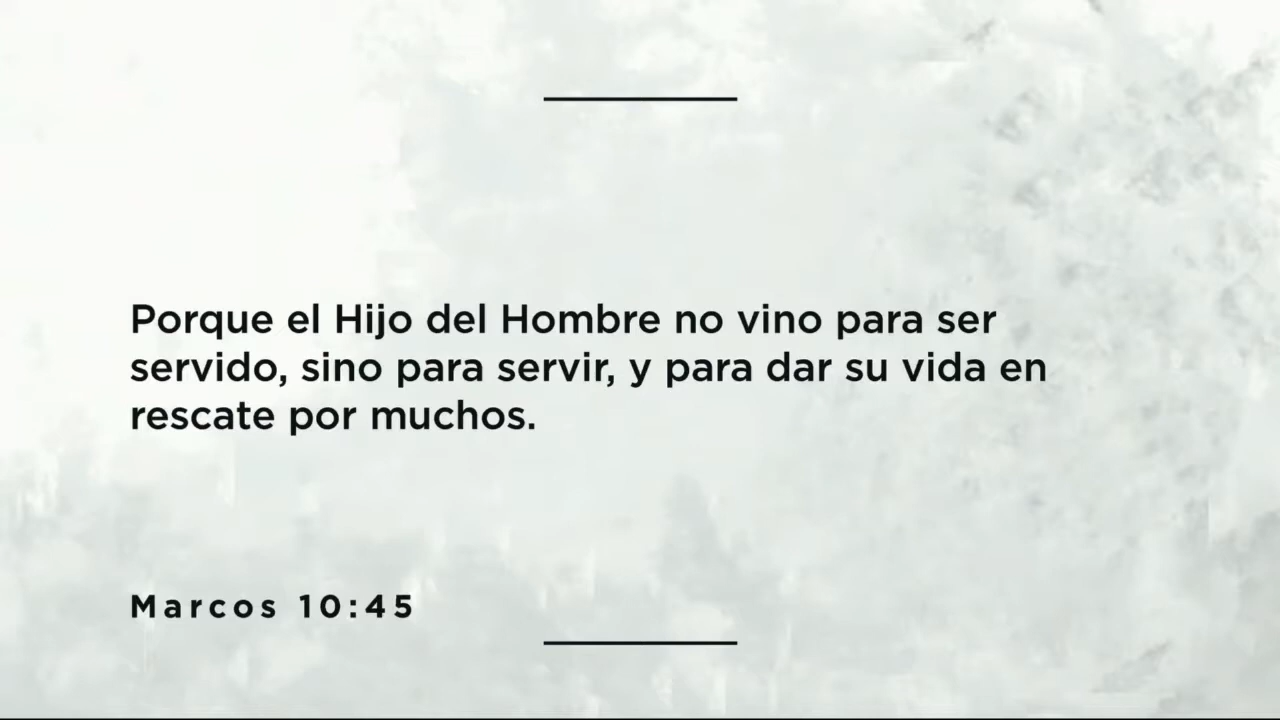 Porque el Hijo del Hombre no vino para ser
servido, sino para servir, y para dar su vida en
rescate por muchos.
Marcos 10:45